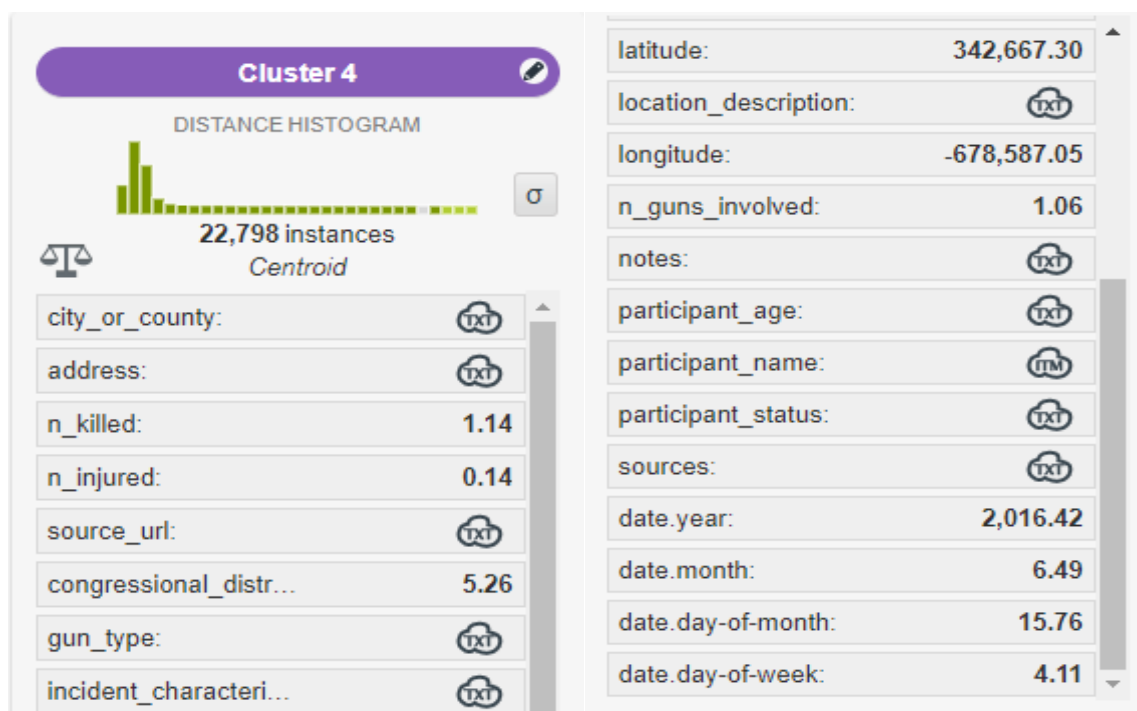 Cluster 4
DISTANCE HISTOGRAM
σ
22,798 instances
Centroid
city_or_county: TXT
address: TXT
n_killed: 1.14
n_injured: 0.14
source_url: TXT
congressional_distr... 5.26
gun_type: TXT
incident_characteri... TXT
latitude: 342,667.30
location_description: TXT
longitude: -678,587.05
n_guns_involved: 1.06
notes: TXT
participant_age: TXT
participant_name: ITM
participant_status: TXT
sources: TXT
date.year: 2,016.42
date.month: 6.49
date.day-of-month: 15.76
date.day-of-week: 4.11